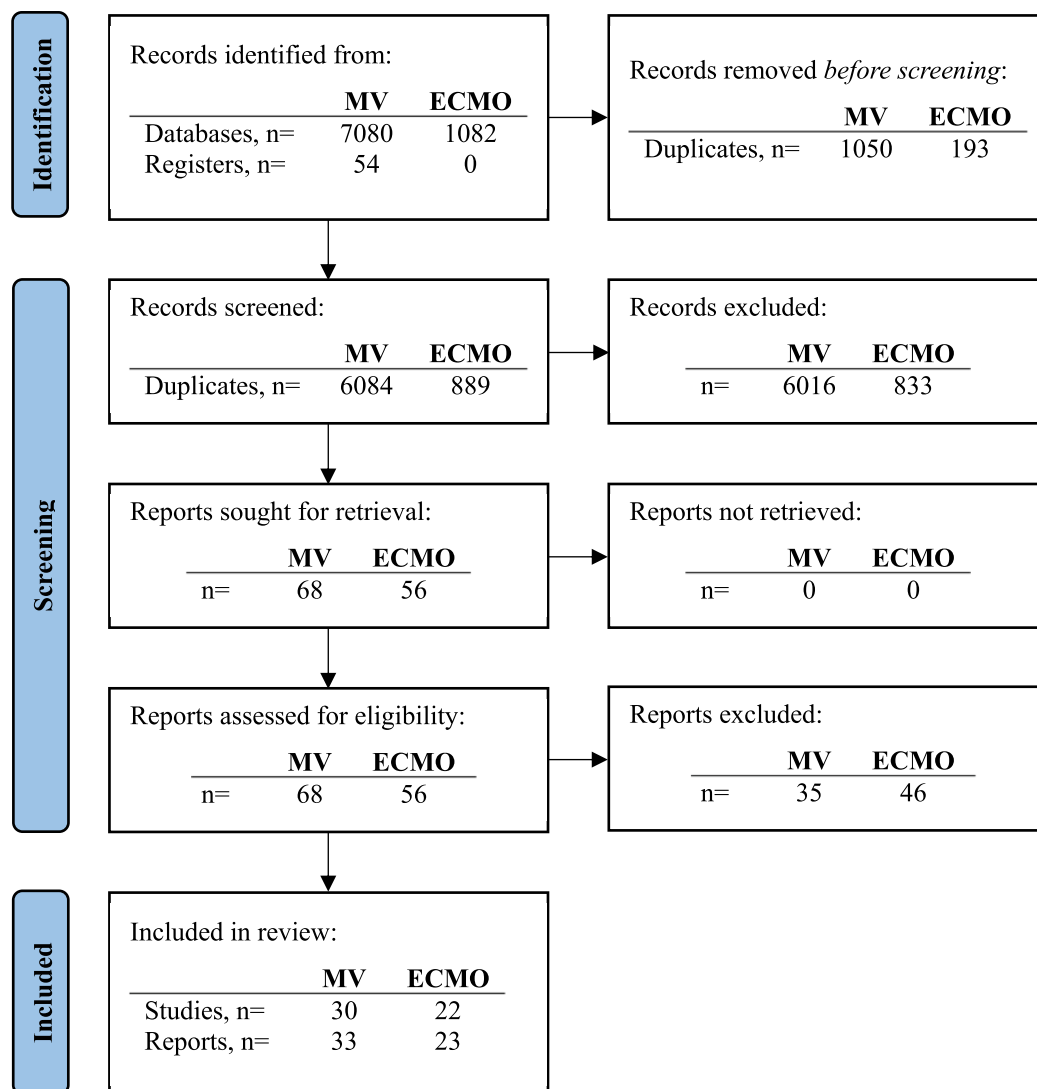 Identification
Records identified from:
MV ECMO
Databases, n= 7080 1082
Registers, n= 54 0
Records removed before screening:
MV ECMO
Duplicates, n= 1050 193
Screening
Records screened:
MV ECMO
Duplicates, n= 6084 889
Records excluded:
MV ECMO
n= 6016 833
Reports sought for retrieval:
MV ECMO
n= 68 56
Reports not retrieved:
MV ECMO
n= 0 0
Reports assessed for eligibility:
MV ECMO
n= 68 56
Reports excluded:
MV ECMO
n= 35 46
Included
Included in review:
MV ECMO
Studies, n= 30 22
Reports, n= 33 23